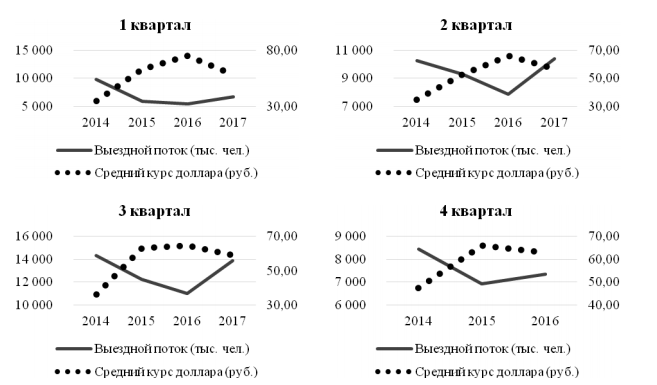 1 квартал
15 000 80,00
10 000
5 000 30,00
2014 2015 2016 2017
Выездной поток (тыс. чел.)
Средний курс доллара (руб.)
2 квартал
11 000 70,00
9 000 50,00
7 000 30,00
2014 2015 2016 2017
Выездной поток (тыс. чел.)
Средний курс доллара (руб.)
3 квартал
16 000 70,00
14 000
12 000 50,00
10 000 30,00
2014 2015 2016 2017
Выездной поток (тыс. чел.)
Средний курс доллара (руб.)
4 квартал
9 000 70,00
8 000 60,00
7 000 50,00
6 000 40,00
2014 2015 2016
Выездной поток (тыс. чел.)
Средний курс доллара (руб.)